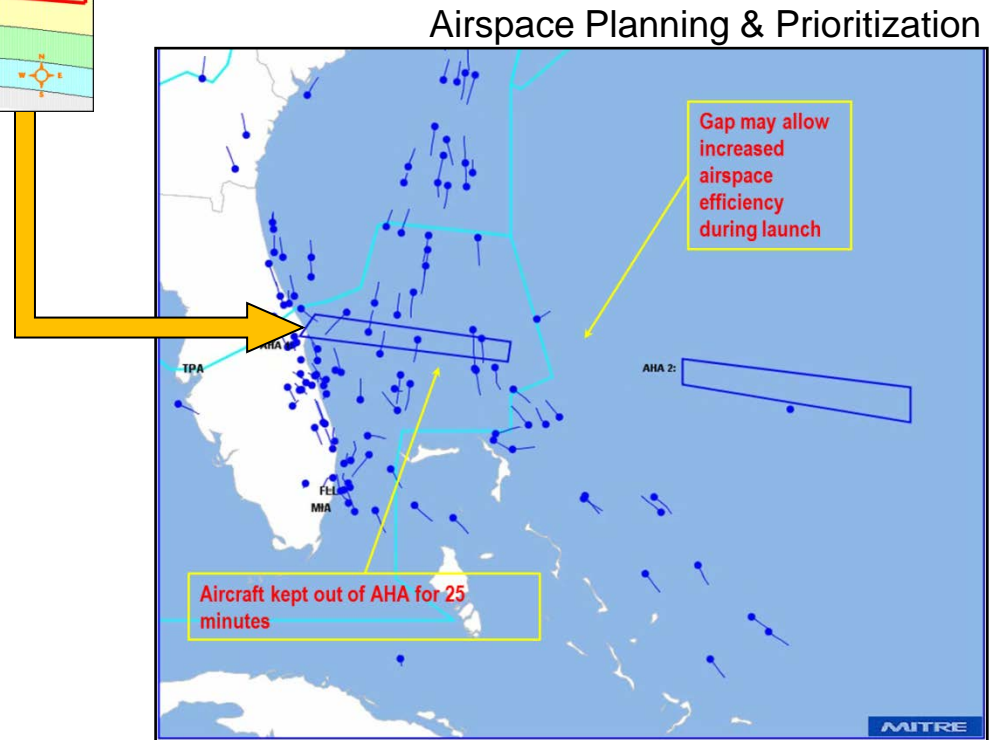 Airspace Planning & Prioritization
N
W E
S
Gap may allow
increased
airspace
efficiency
during launch
TPA
AHA 2:
FLL
MIA
Aircraft kept out of AHA for 25
minutes
MITRE